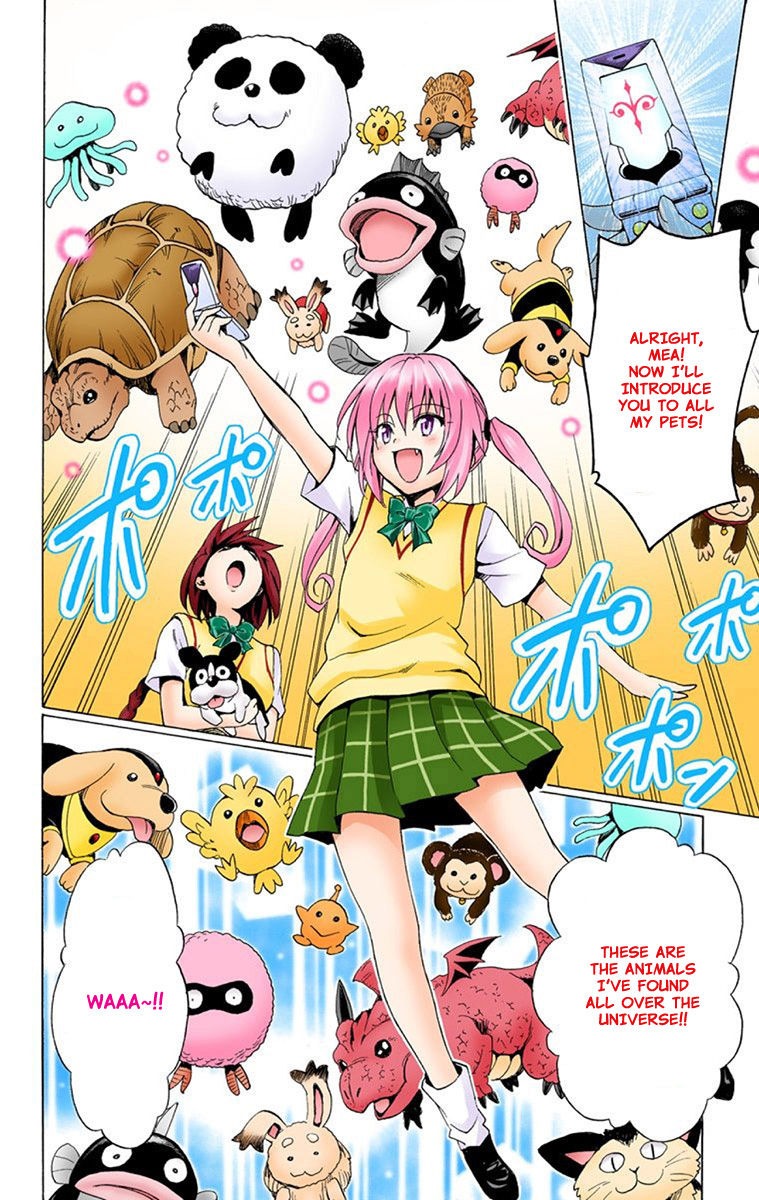 ALRIGHT,
MEA!
NOW I'LL
INTRODUCE
YOU TO ALL
MY PETS!
ポポ
ポポ
ポポン
THESE ARE
THE ANIMALS
I'VE FOUND
ALL OVER THE
UNIVERSE!!
WAAA~!!